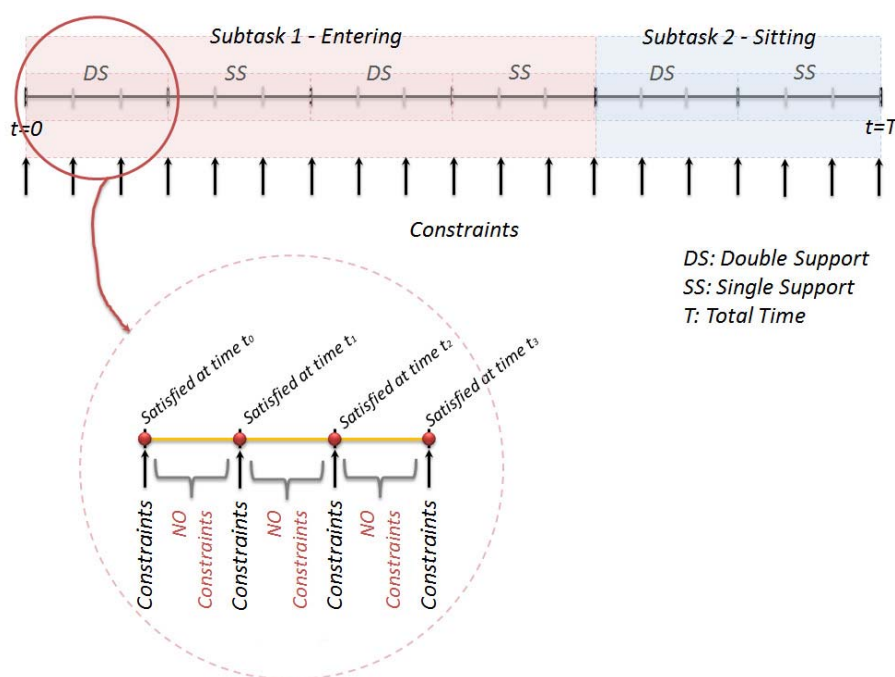 Subtask 1 - Entering
Subtask 2 - Sitting
DS
SS
DS
SS
DS
SS
t=0
t=T
Constraints
DS: Double Support
SS: Single Support
T: Total Time
Satisfied at time t₀
Satisfied at time t₁
Satisfied at time t₂
Satisfied at time t₃
Constraints
NO
Constraints
Constraints
NO
Constraints
Constraints
NO
Constraints
Constraints